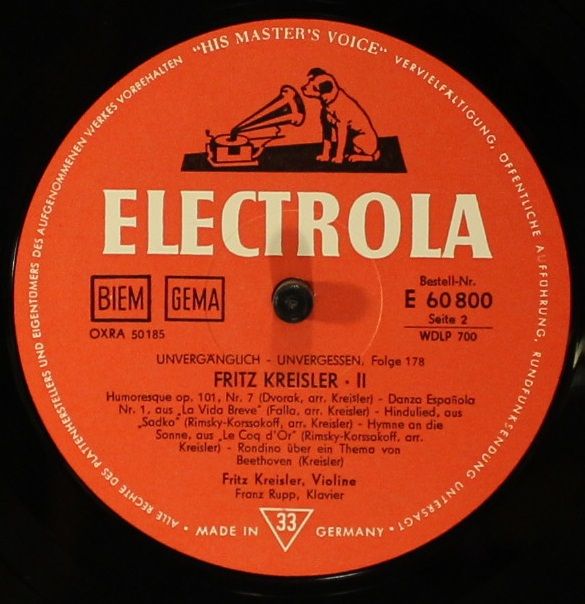 "HIS MASTER'S VOICE"
VERVIELFÄLTIGUNG, ÖFFENTLICHE AUFFÜHRUNG, RUNDFUNKSENDUNG UNTERSAGT •
ALLE RECHTE DES PLATTENHERSTELLERS UND EIGENTÜMERS DES AUFGENOMMENEN WERKES VORBEHALTEN
ELECTROLA
BIEM GEMA
OXRA 50185
Bestell-Nr.
E 60 800
Seite 2
WDLP 700
UNVERGÄNGLICH - UNVERGESSEN, Folge 178
FRITZ KREISLER · II
Humoresque op. 101, Nr. 7 (Dvorak, arr. Kreisler) - Danza Española
Nr. 1, aus „La Vida Breve" (Falla, arr. Kreisler) - Hindulied, aus
„Sadko" (Rimsky-Korssakoff, arr. Kreisler) - Hymne an die
Sonne, aus „Le Coq d'Or" (Rimsky-Korssakoff, arr.
Kreisler) - Rondino über ein Thema von
Beethoven (Kreisler)
Fritz Kreisler, Violine
Franz Rupp, Klavier
• MADE IN 33 GERMANY •